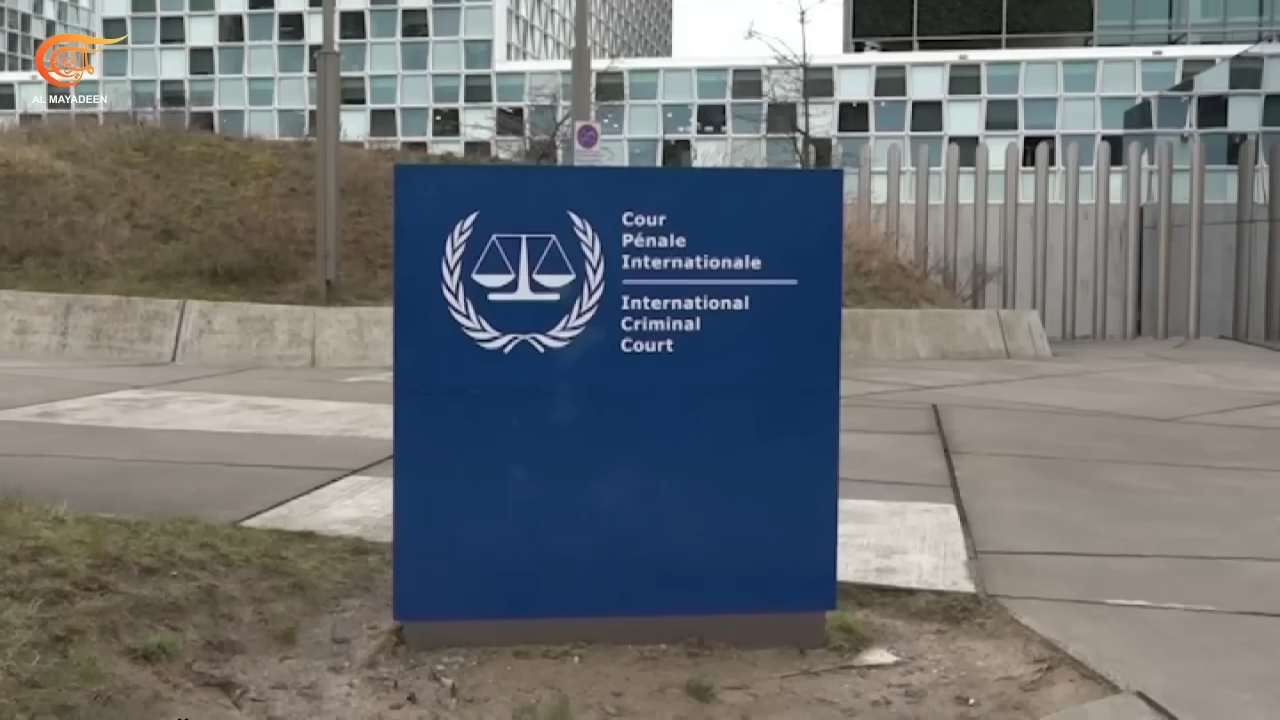 AL MAYADEEN
Cour
Pénale
Internationale
International
Criminal
Court